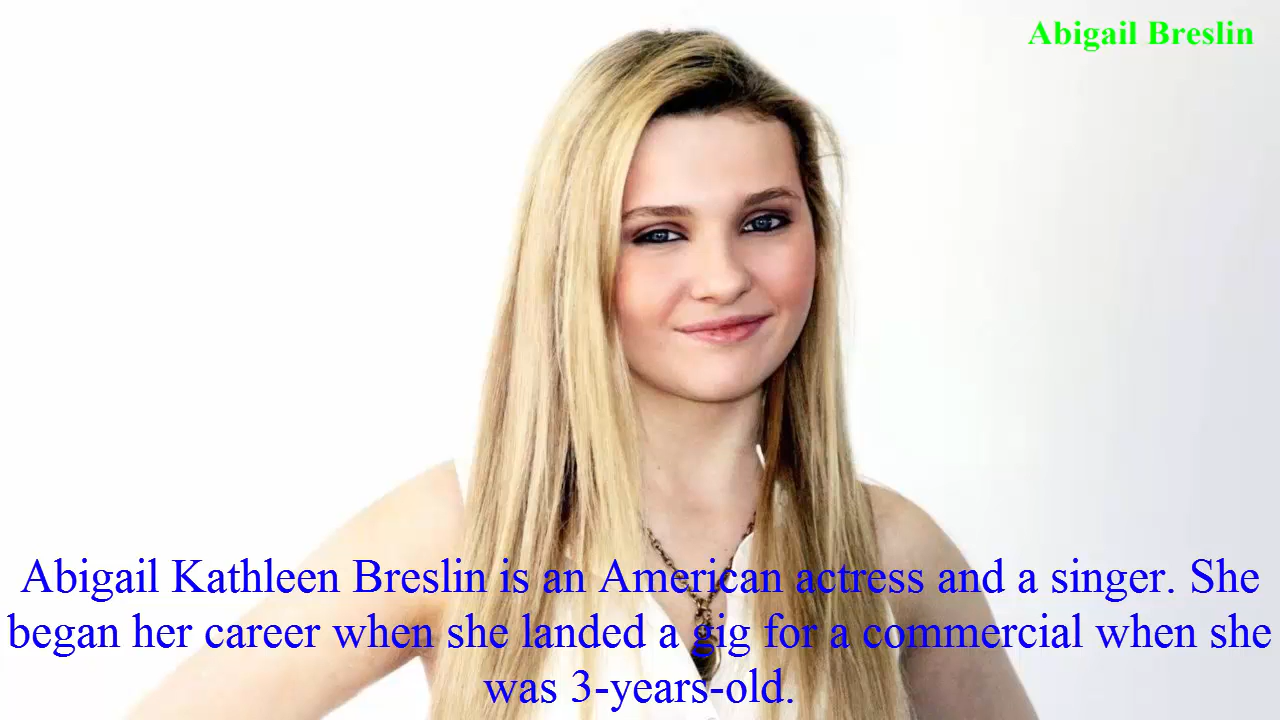 Abigail Breslin
Abigail Kathleen Breslin is an American actress and a singer. She
began her career when she landed a gig for a commercial when she
was 3-years-old.